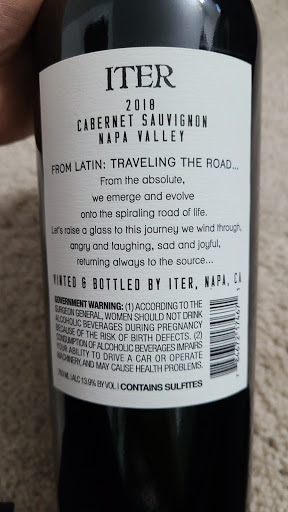 ITER
2018
CABERNET SAUVIGNON
NAPA VALLEY
FROM LATIN: TRAVELING THE ROAD...
From the absolute,
we emerge and evolve
onto the spiraling road of life.
Let's raise a glass to this journey we wind through,
angry and laughing, sad and joyful,
returning always to the source...
VINTED & BOTTLED BY ITER, NAPA, CA
GOVERNMENT WARNING: (1) ACCORDING TO THE
SURGEON GENERAL, WOMEN SHOULD NOT DRINK
ALCOHOLIC BEVERAGES DURING PREGNANCY
BECAUSE OF THE RISK OF BIRTH DEFECTS. (2)
CONSUMPTION OF ALCOHOLIC BEVERAGES IMPAIRS
YOUR ABILITY TO DRIVE A CAR OR OPERATE
MACHINERY, AND MAY CAUSE HEALTH PROBLEMS.
750 ML | ALC 13.9% BY VOL | CONTAINS SULFITES